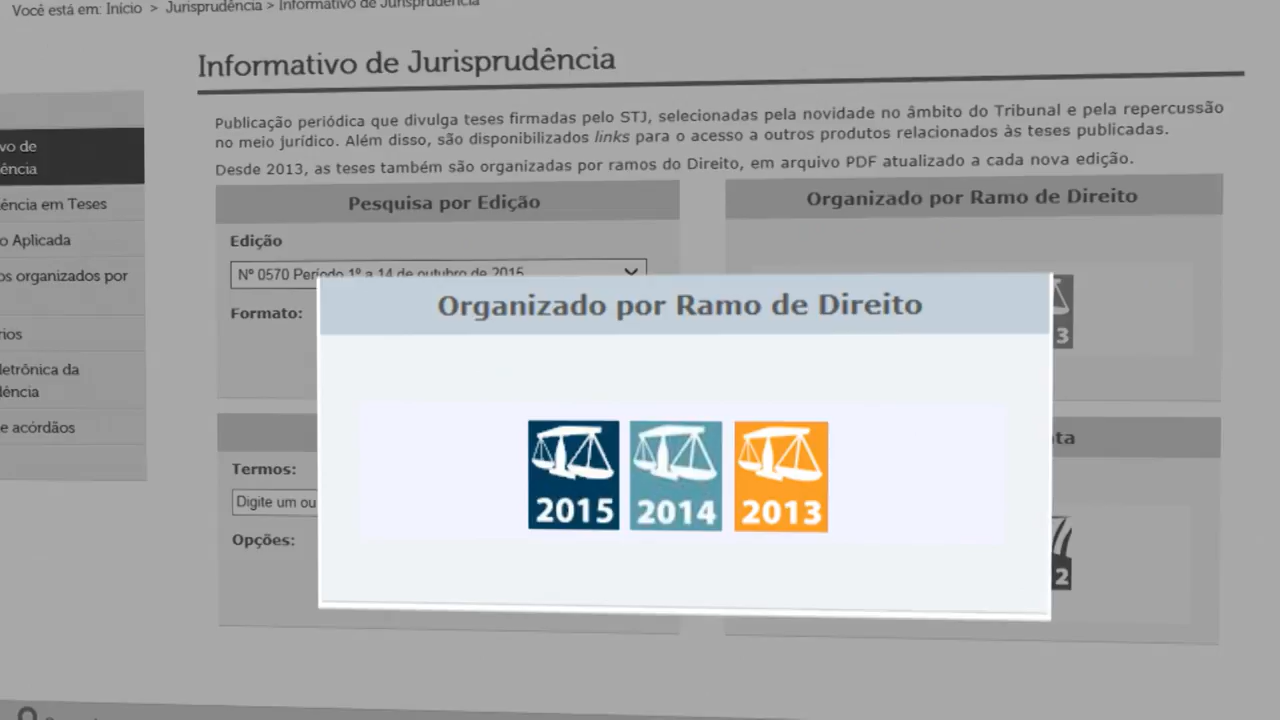 Você está em: Início > Jurisprudência > Informativo de Jurisprudência
Informativo de Jurisprudência
Publicação periódica que divulga teses firmadas pelo STJ, selecionadas pela novidade no âmbito do Tribunal e pela repercussão
no meio jurídico. Além disso, são disponibilizados links para o acesso a outros produtos relacionados às teses publicadas.
Desde 2013, as teses também são organizadas por ramos do Direito, em arquivo PDF atualizado a cada nova edição.
vo de
ência
ência em Teses
o Aplicada
os organizados por
rios
letrônica da
dência
e acórdãos
Pesquisa por Edição
Edição
Nº 0570 Período 1º a 14 de outubro de 2015
Formato:
Termos:
Digite um ou
Opções:
Organizado por Ramo de Direito
3
ta
2
Organizado por Ramo de Direito
2015 2014 2013